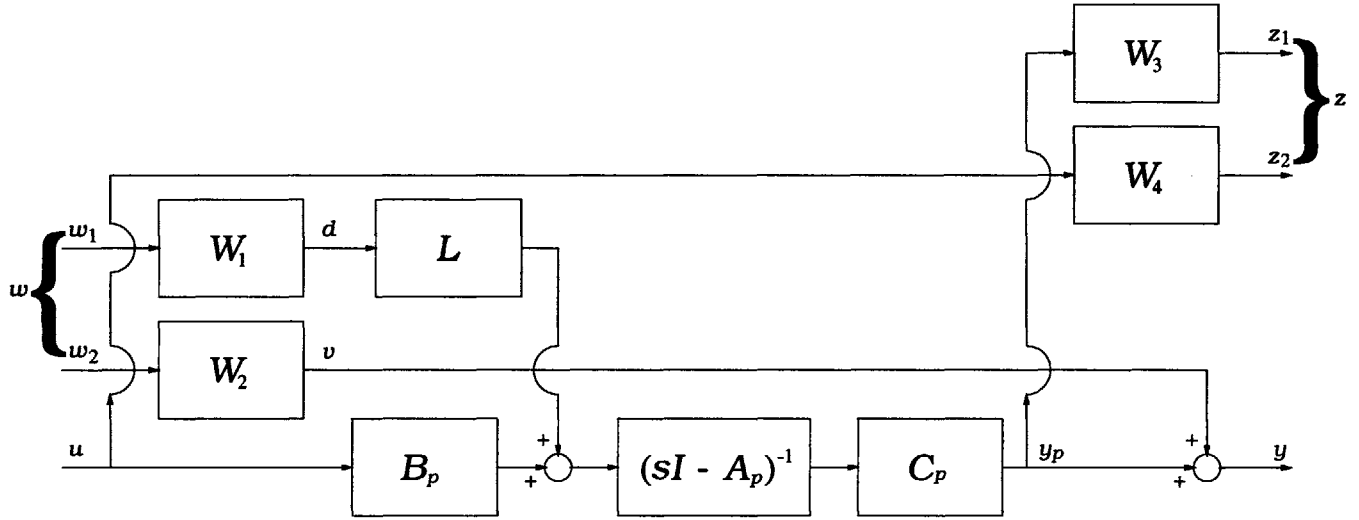 W₃
z₁
z
W₄
z₂
w
w₁
W₁
d
L
w₂
W₂
v
u
Bₚ
+
+
(sI - Aₚ)⁻¹
Cₚ
yₚ
+
+
y